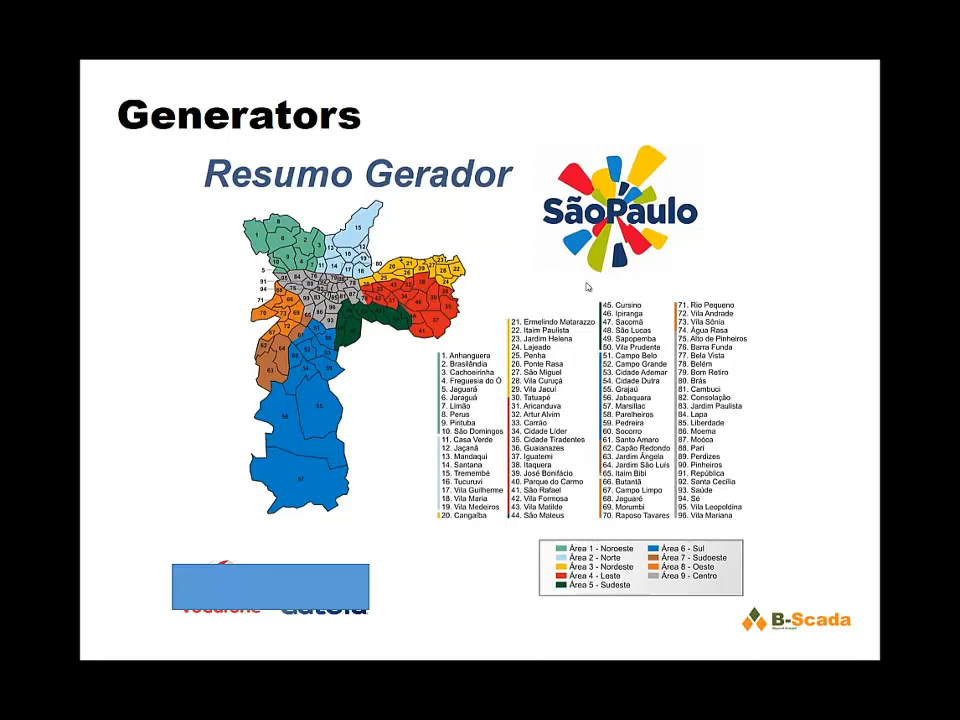 Generators
Resumo Gerador
SãoPaulo
1. Anhanguera
2. Brasilândia
3. Cachoeirinha
4. Freguesia do Ó
5. Jaguará
6. Jaraguá
7. Limão
8. Perus
9. Pirituba
10. São Domingos
11. Casa Verde
12. Jaçanã
13. Mandaqui
14. Santana
15. Tremembé
16. Tucuruvi
17. Vila Guilherme
18. Vila Maria
19. Vila Medeiros
20. Cangaíba
21. Ermelindo Matarazzo
22. Itaim Paulista
23. Jardim Helena
24. Lajeado
25. Penha
26. Ponte Rasa
27. São Miguel
28. Vila Curuçá
29. Vila Jacuí
30. Tatuapé
31. Aricanduva
32. Artur Alvim
33. Carrão
34. Cidade Líder
35. Cidade Tiradentes
36. Guaianazes
37. Iguatemi
38. Itaquera
39. José Bonifácio
40. Parque do Carmo
41. São Rafael
42. Vila Formosa
43. Vila Matilde
44. São Mateus
45. Cursino
46. Ipiranga
47. Sacomã
48. São Lucas
49. Sapopemba
50. Vila Prudente
51. Campo Belo
52. Campo Grande
53. Cidade Ademar
54. Cidade Dutra
55. Grajaú
56. Jabaquara
57. Marsillac
58. Parelheiros
59. Pedreira
60. Socorro
61. Santo Amaro
62. Capão Redondo
63. Jardim Ângela
64. Jardim São Luís
65. Itaim Bibi
66. Butantã
67. Campo Limpo
68. Jaguaré
69. Morumbi
70. Raposo Tavares
71. Rio Pequeno
72. Vila Andrade
73. Vila Sônia
74. Água Rasa
75. Alto de Pinheiros
76. Barra Funda
77. Bela Vista
78. Belém
79. Bom Retiro
80. Brás
81. Cambuci
82. Consolação
83. Jardim Paulista
84. Lapa
85. Liberdade
86. Moema
87. Moóca
88. Pari
89. Perdizes
90. Pinheiros
91. República
92. Santa Cecília
93. Saúde
94. Sé
95. Vila Leopoldina
96. Vila Mariana
Área 1 - Noroeste
Área 2 - Norte
Área 3 - Nordeste
Área 4 - Leste
Área 5 - Sudeste
Área 6 - Sul
Área 7 - Sudoeste
Área 8 - Oeste
Área 9 - Centro
B-Scada